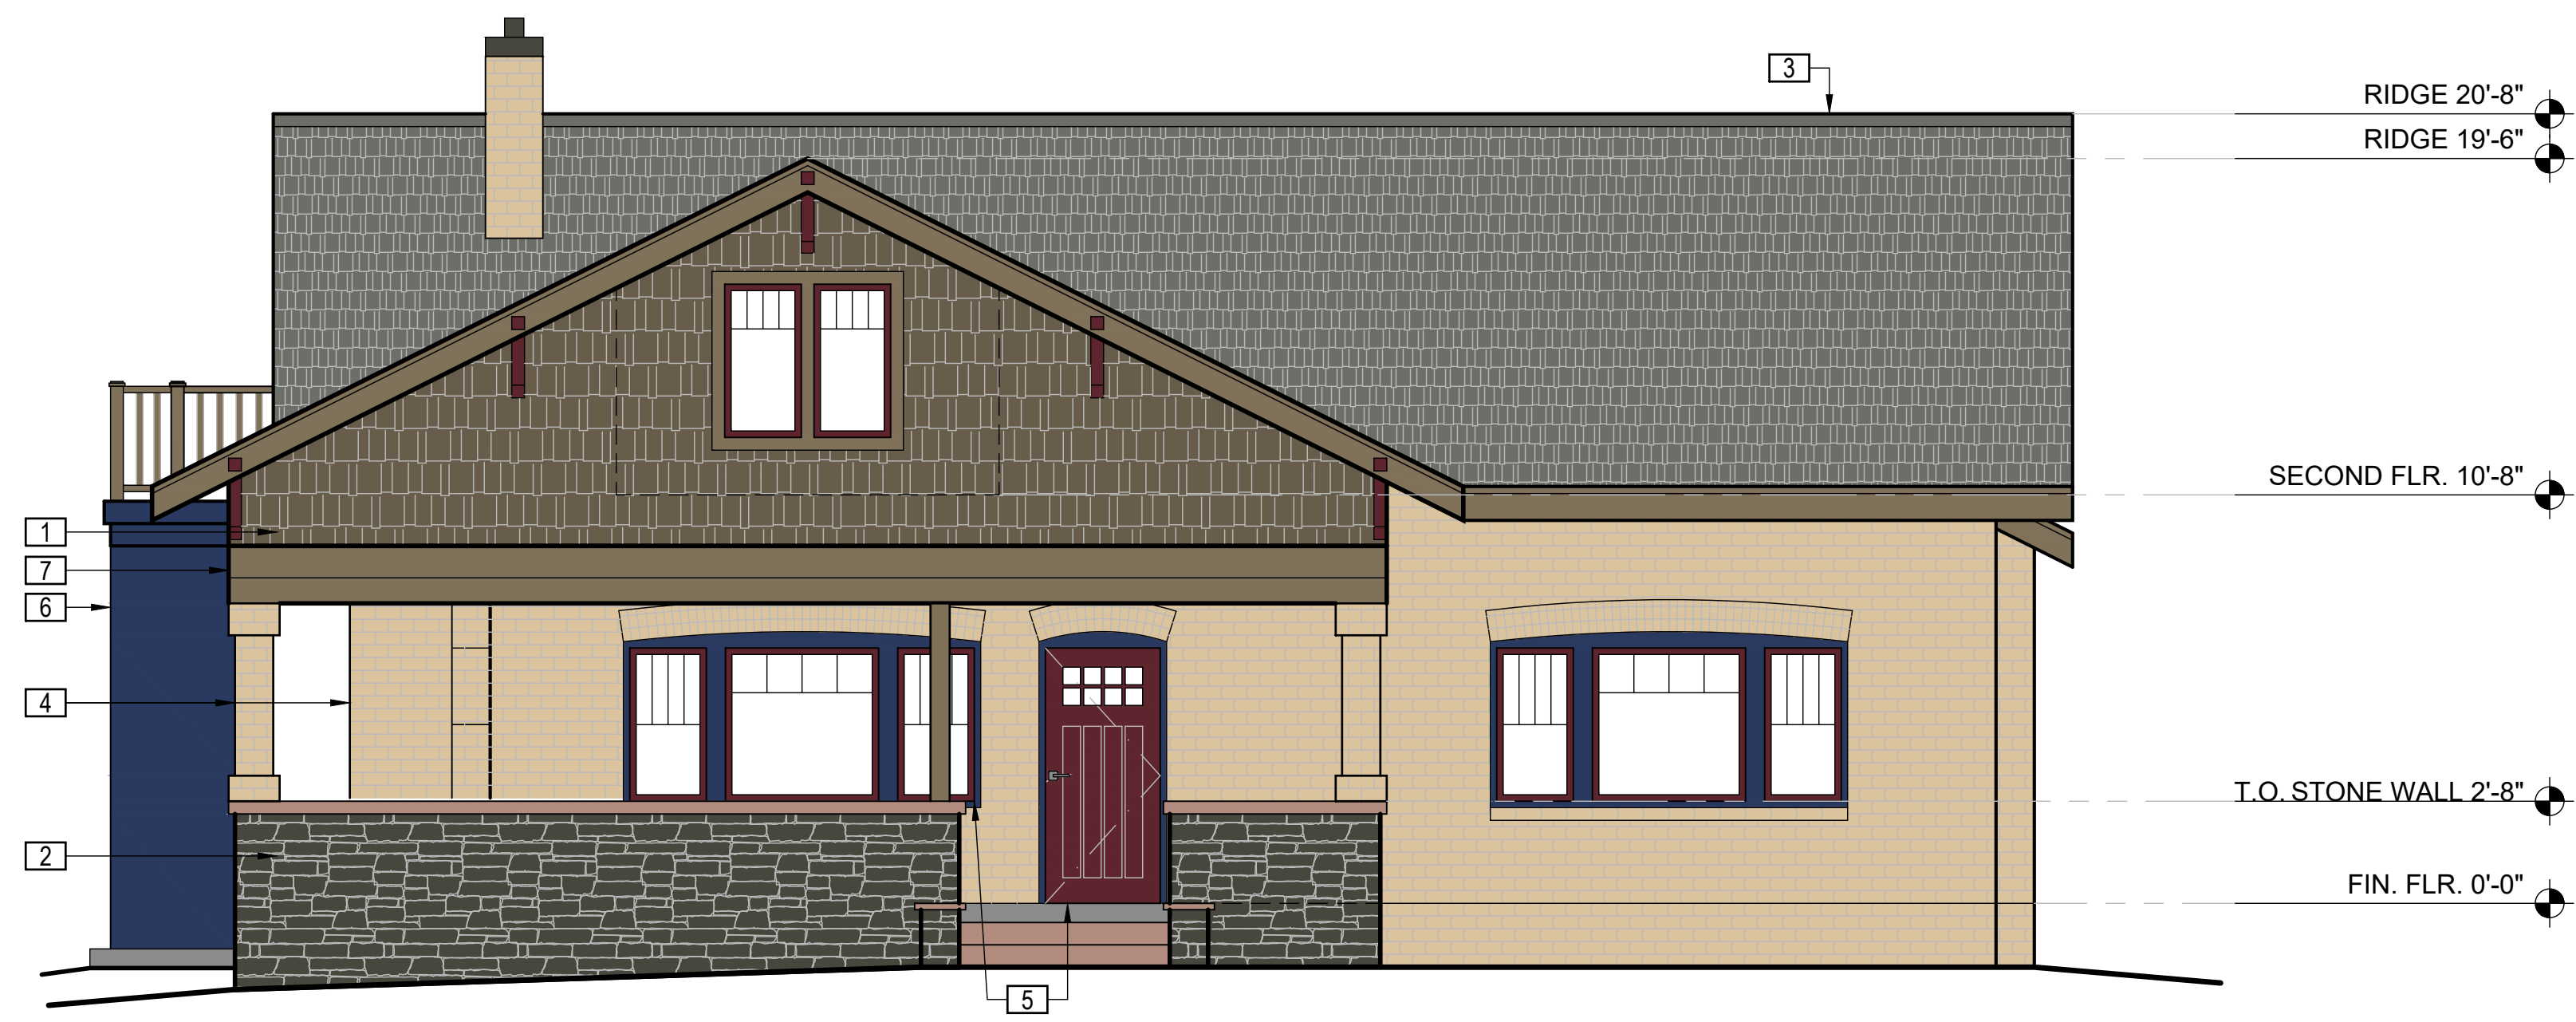 3
RIDGE 20'-8"
RIDGE 19'-6"
SECOND FLR. 10'-8"
1
7
6
4
T.O. STONE WALL 2'-8"
2
FIN. FLR. 0'-0"
5